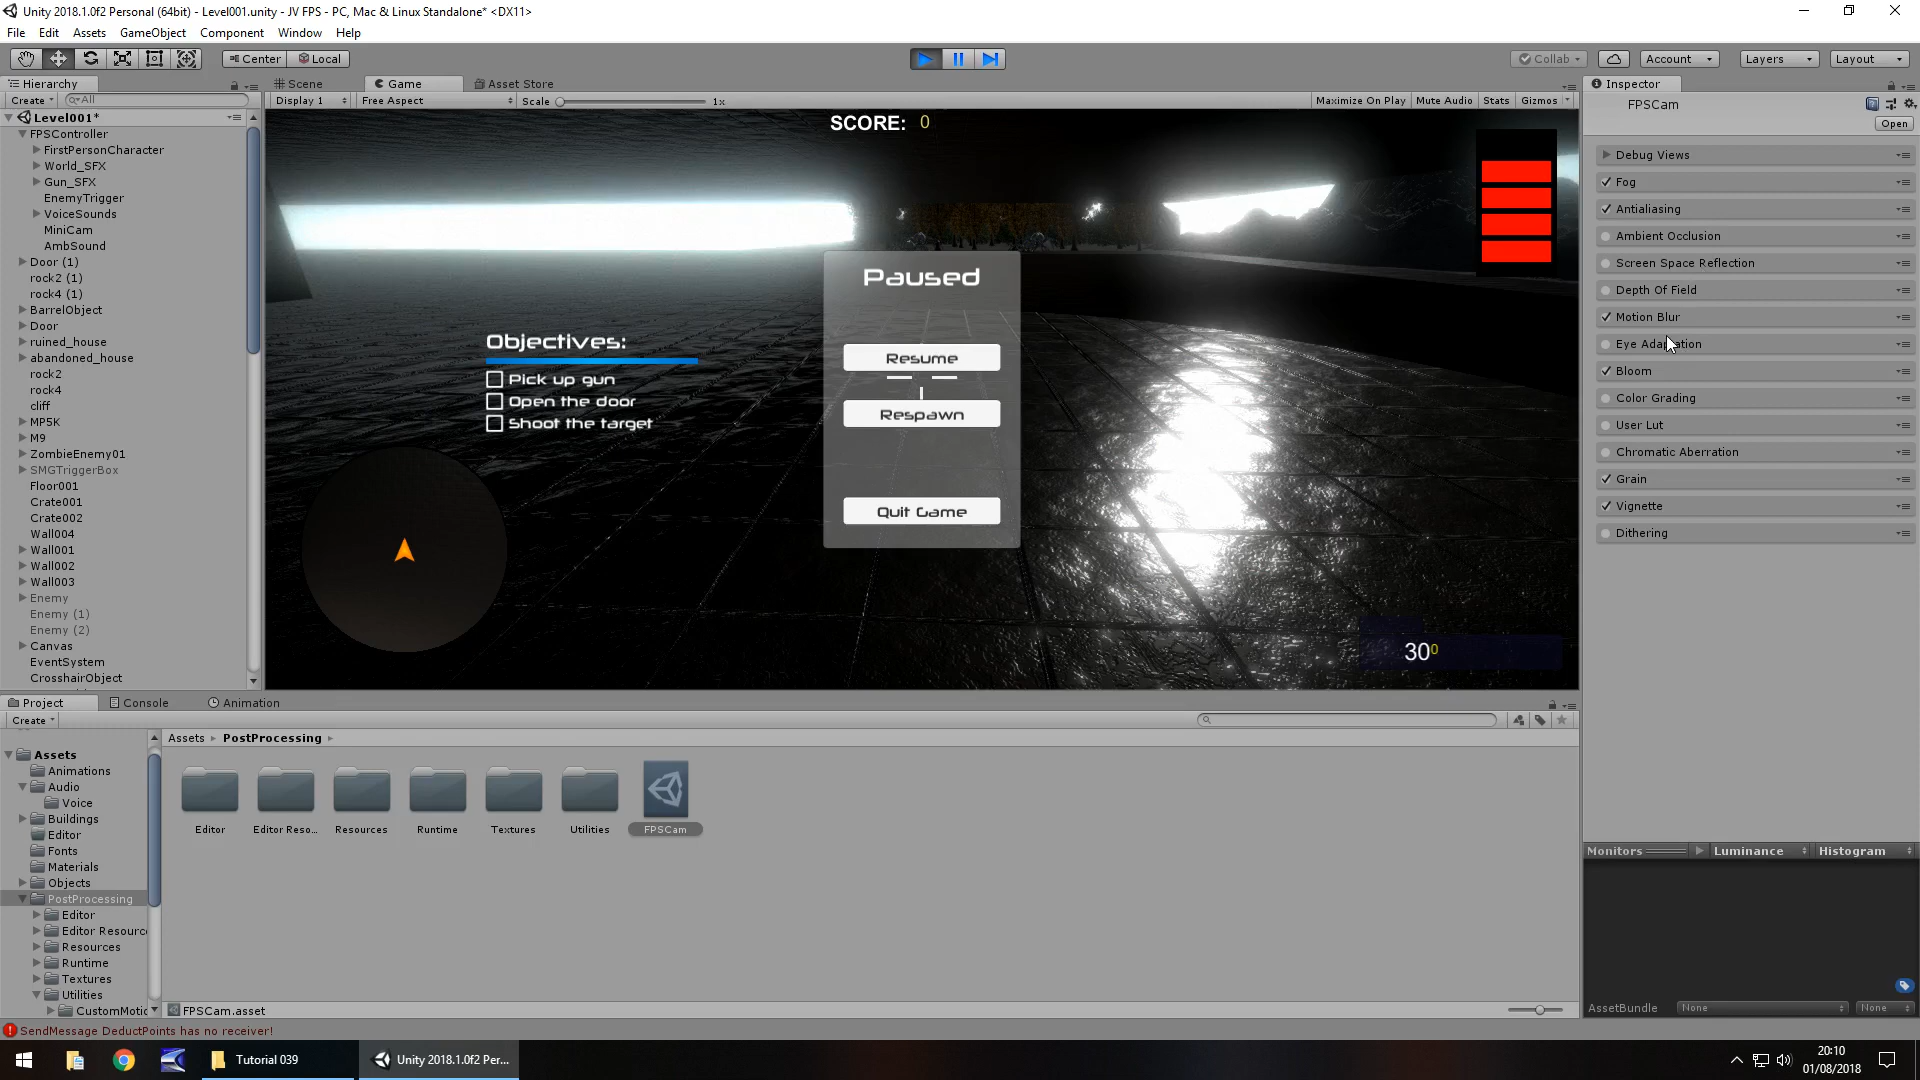 Unity 2018.1.0f2 Personal (64bit) - Level001.unity - JV FPS - PC, Mac & Linux Standalone* <DX11>
File Edit Assets GameObject Component Window Help
Center Local
Collab Account Layers Layout
Hierarchy
Create All
Level001*
FPSController
FirstPersonCharacter
World_SFX
Gun_SFX
EnemyTrigger
VoiceSounds
MiniCam
AmbSound
Door (1)
rock2 (1)
rock4 (1)
BarrelObject
Door
ruined_house
abandoned_house
rock2
rock4
cliff
MP5K
M9
ZombieEnemy01
SMGTriggerBox
Floor001
Crate001
Crate002
Wall004
Wall001
Wall002
Wall003
Enemy
Enemy (1)
Enemy (2)
Canvas
EventSystem
CrosshairObject
Scene Game Asset Store
Display 1 Free Aspect Scale 1x Maximize On Play Mute Audio Stats Gizmos
SCORE: 0
Paused
Resume
Respawn
Quit Game
Objectives:
Pick up gun
Open the door
Shoot the target
30 0
Inspector
FPSCam
Open
Debug Views
Fog
Antialiasing
Ambient Occlusion
Screen Space Reflection
Depth Of Field
Motion Blur
Eye Adaptation
Bloom
Color Grading
User Lut
Chromatic Aberration
Grain
Vignette
Dithering
Monitors Luminance Histogram
AssetBundle None None
Project Console Animation
Create
Assets
Animations
Audio
Voice
Buildings
Editor
Fonts
Materials
Objects
PostProcessing
Editor
Editor Resourc
Resources
Runtime
Textures
Utilities
CustomMotic
Assets PostProcessing
Editor Editor Reso... Resources Runtime Textures Utilities FPSCam
FPSCam.asset
SendMessage DeductPoints has no receiver!
Tutorial 039 Unity 2018.1.0f2 Per...
20:10
01/08/2018